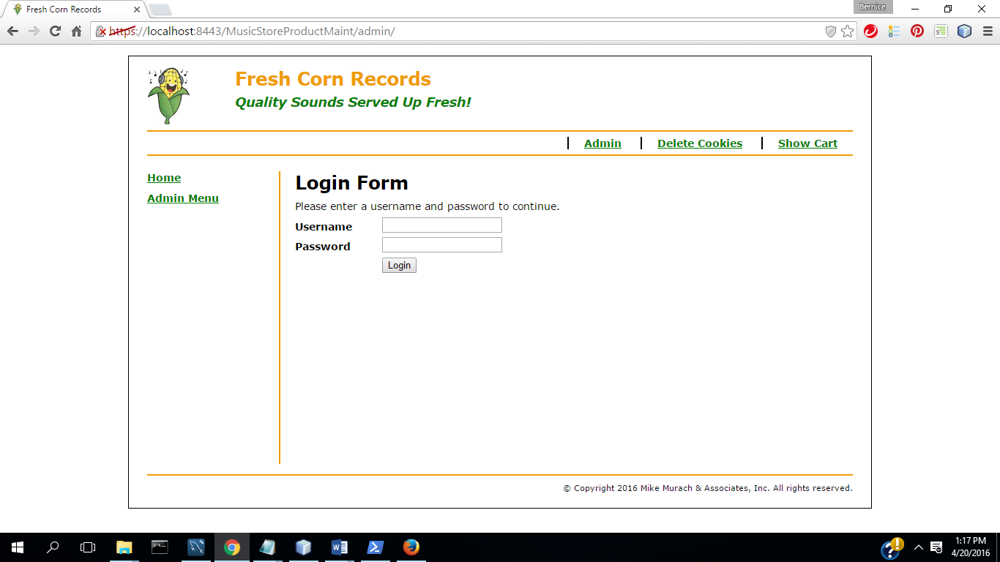 Fresh Corn Records
Bernice
https://localhost:8443/MusicStoreProductMaint/admin/
Fresh Corn Records
Quality Sounds Served Up Fresh!
Admin Delete Cookies Show Cart
Home
Admin Menu
Login Form
Please enter a username and password to continue.
Username
Password
Login
© Copyright 2016 Mike Murach & Associates, Inc. All rights reserved.
1:17 PM
4/20/2016